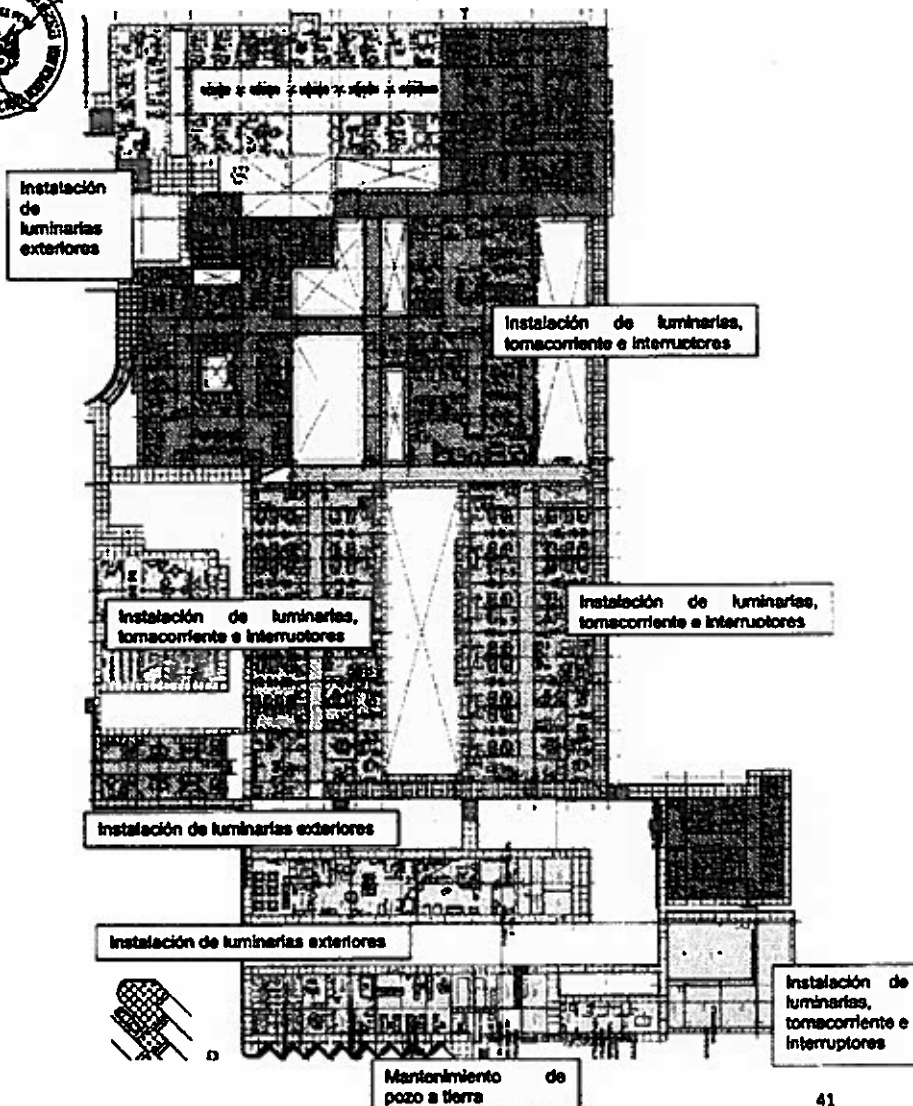 Instalación
de
luminarias
exteriores
Instalación de luminarias,
tomacorriente e interruptores
Instalación de luminarias,
tomacorriente e interruptores
Instalación de luminarias,
tomacorriente e interruptores
Instalación de luminarias exteriores
Instalación de luminarias exteriores
Instalación de
luminarias,
tomacorriente e
interruptores
Mantenimiento de
pozo a tierra
41